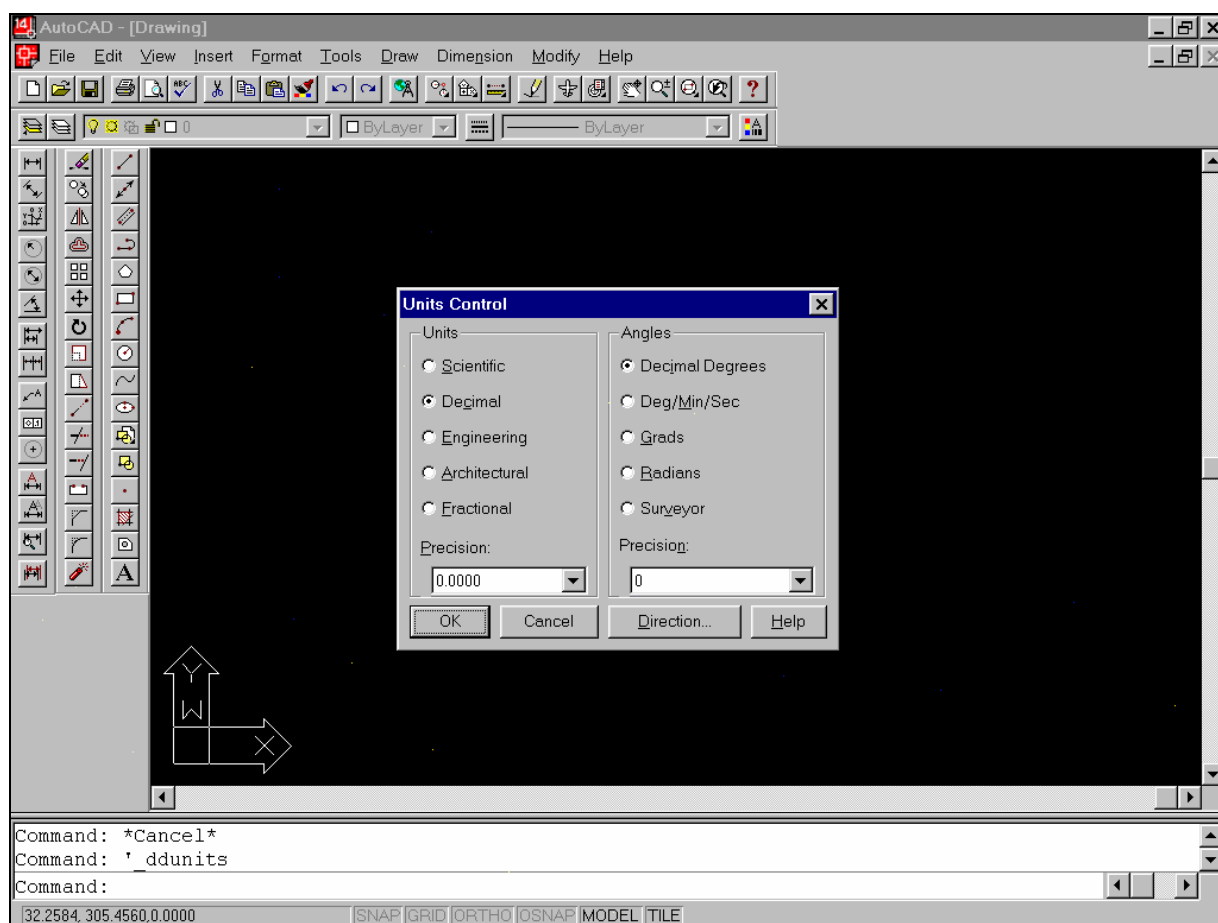 14 AutoCAD - [Drawing]
File Edit View Insert Format Tools Draw Dimension Modify Help
ABC ?
0 ByLayer ByLayer A
Units Control
Units
Scientific
Decimal
Engineering
Architectural
Fractional
Precision:
0.0000
Angles
Decimal Degrees
Deg/Min/Sec
Grads
Radians
Surveyor
Precision:
0
OK Cancel Direction... Help
A
Y
W
X
Command: *Cancel*
Command: '_ddunits
Command:
32.2584, 305.4560,0.0000 SNAP GRID ORTHO OSNAP MODEL TILE